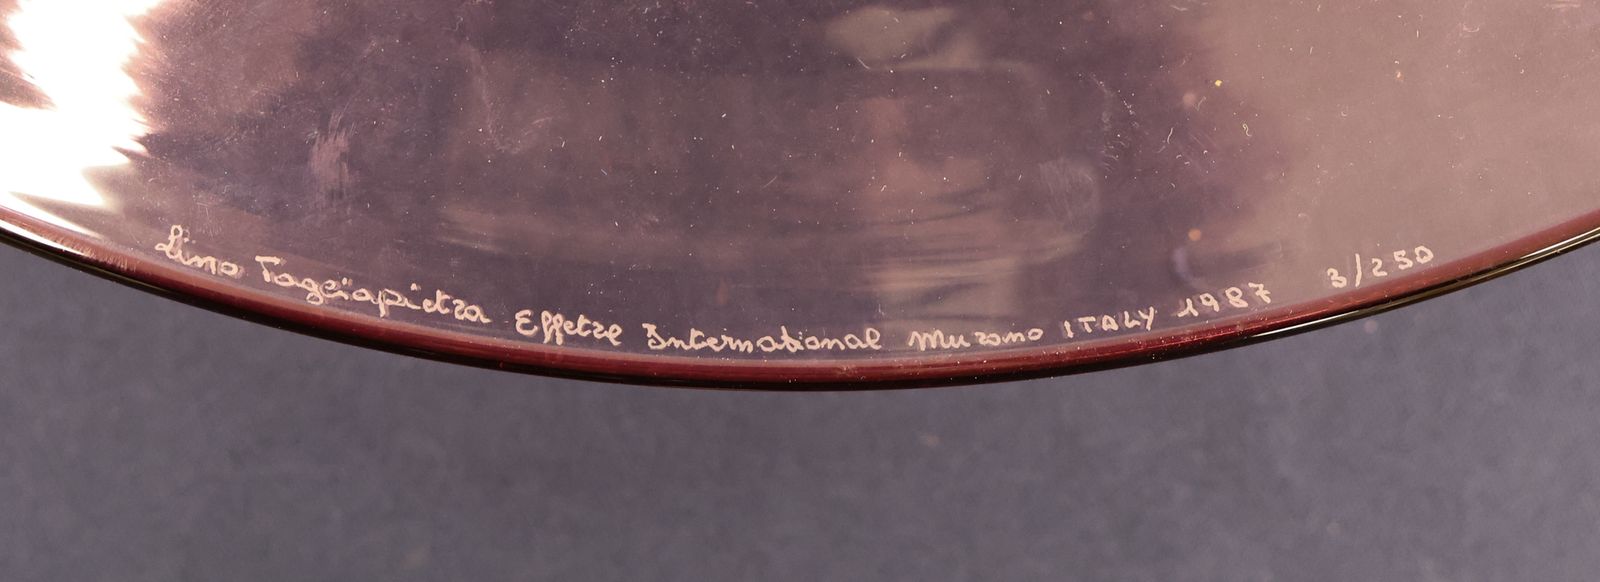 Lino Tagliapietra Effetre International Murano ITALY 1987 3/250